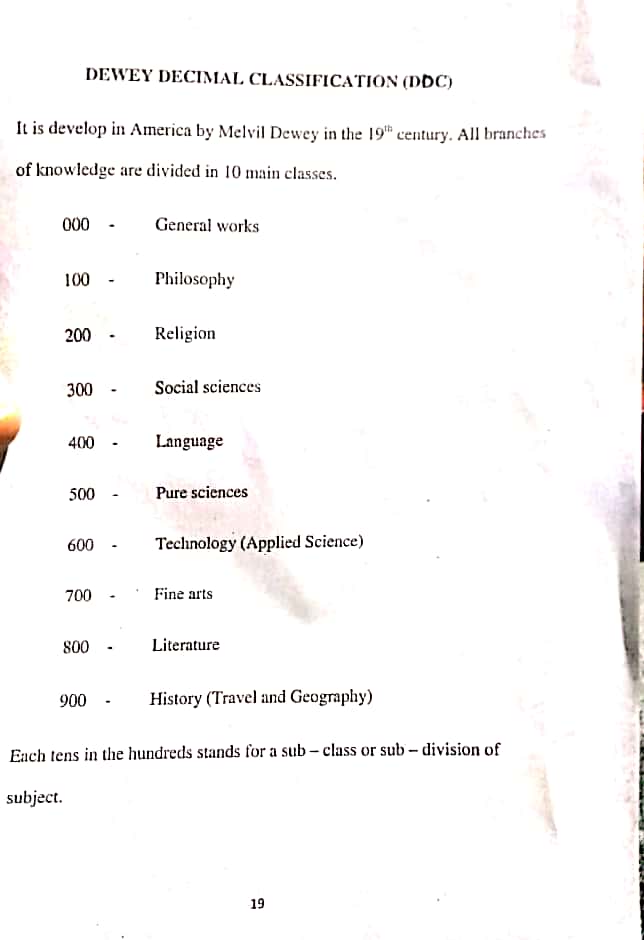 DEWEY DECIMAL CLASSIFICATION (DDC)
It is develop in America by Melvil Dewey in the 19th century. All branches
of knowledge are divided in 10 main classes.
000 - General works
100 - Philosophy
200 - Religion
300 - Social sciences
400 - Language
500 - Pure sciences
600 - Technology (Applied Science)
700 - Fine arts
800 - Literature
900 - History (Travel and Geography)
Each tens in the hundreds stands for a sub – class or sub – division of
subject.
19